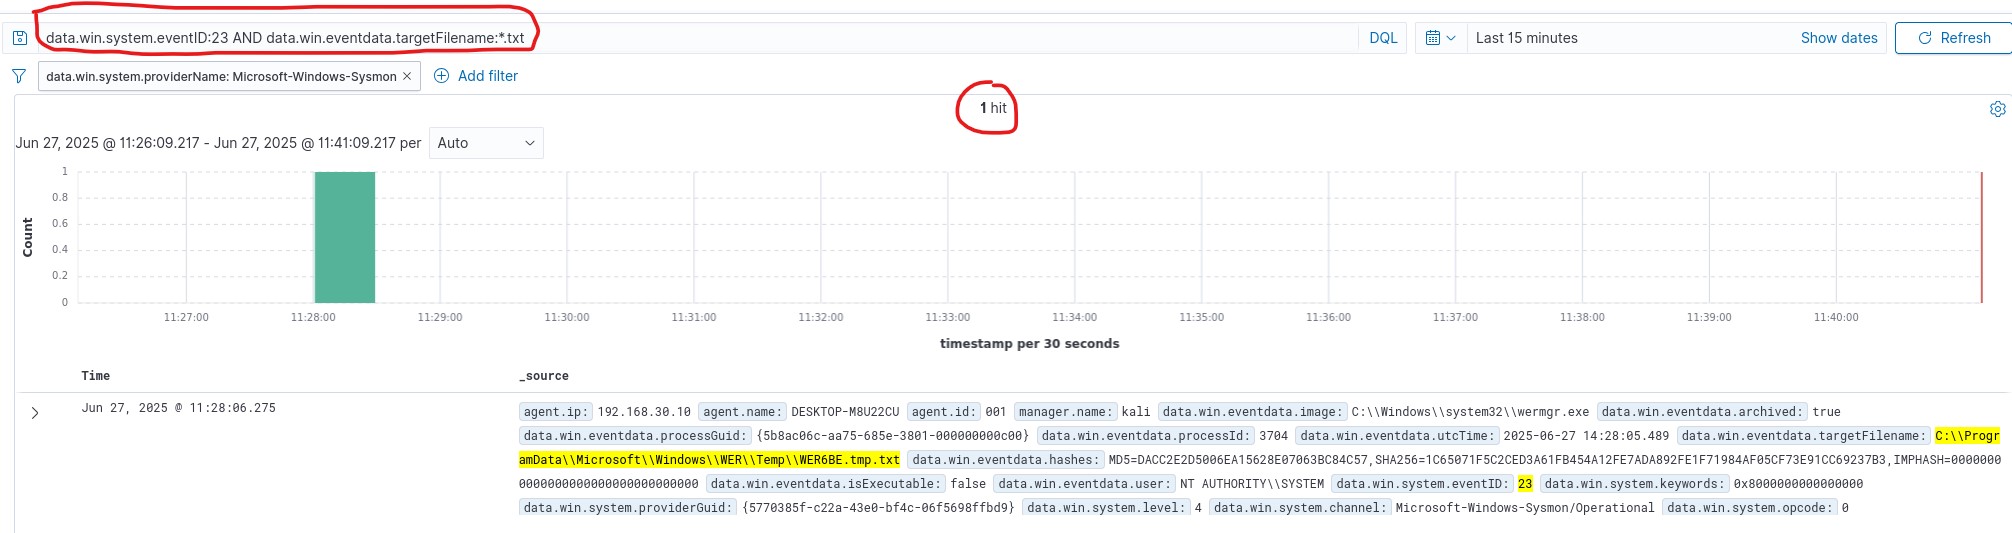 data.win.system.eventID:23 AND data.win.eventdata.targetFilename:*.txt DQL Last 15 minutes Show dates Refresh
data.win.system.providerName: Microsoft-Windows-Sysmon × Add filter
1 hit
Jun 27, 2025 @ 11:26:09.217 - Jun 27, 2025 @ 11:41:09.217 per Auto
1
0.8
0.6
0.4
0.2
0
Count
11:27:00 11:28:00 11:29:00 11:30:00 11:31:00 11:32:00 11:33:00 11:34:00 11:35:00 11:36:00 11:37:00 11:38:00 11:39:00 11:40:00
timestamp per 30 seconds
Time _source
Jun 27, 2025 @ 11:28:06.275 agent.ip: 192.168.30.10 agent.name: DESKTOP-M8U22CU agent.id: 001 manager.name: kali data.win.eventdata.image: C:\\Windows\\system32\\wermgr.exe data.win.eventdata.archived: true
data.win.eventdata.processGuid: {5b8ac06c-aa75-685e-3801-000000000c00} data.win.eventdata.processId: 3704 data.win.eventdata.utcTime: 2025-06-27 14:28:05.489 data.win.eventdata.targetFilename: C:\\Progr
amData\\Microsoft\\Windows\\WER\\Temp\\WER6BE.tmp.txt data.win.eventdata.hashes: MD5=DACC2E2D5006EA15628E07063BC84C57,SHA256=1C65071F5C2CED3A61FB454A12FE7ADA892FE1F71984AF05CF73E91CC69237B3,IMPHASH=0000000
0000000000000000000000000 data.win.eventdata.isExecutable: false data.win.eventdata.user: NT AUTHORITY\\SYSTEM data.win.system.eventID: 23 data.win.system.keywords: 0x8000000000000000
data.win.system.providerGuid: {5770385f-c22a-43e0-bf4c-06f5698ffbd9} data.win.system.level: 4 data.win.system.channel: Microsoft-Windows-Sysmon/Operational data.win.system.opcode: 0